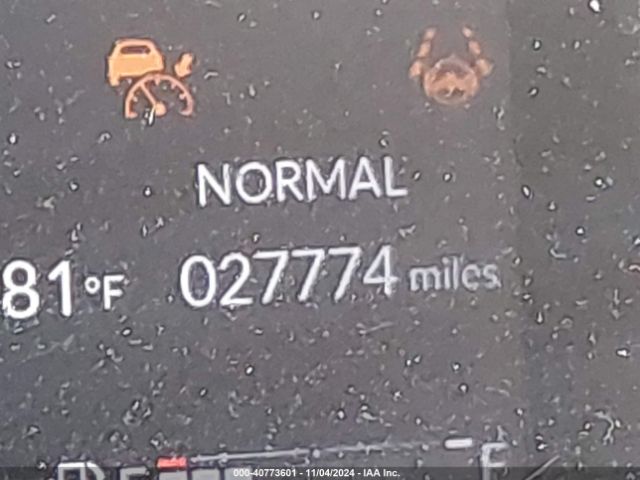 NORMAL
81°F 027774 miles
E F
000-40773601 - 11/04/2024 - IAA Inc.